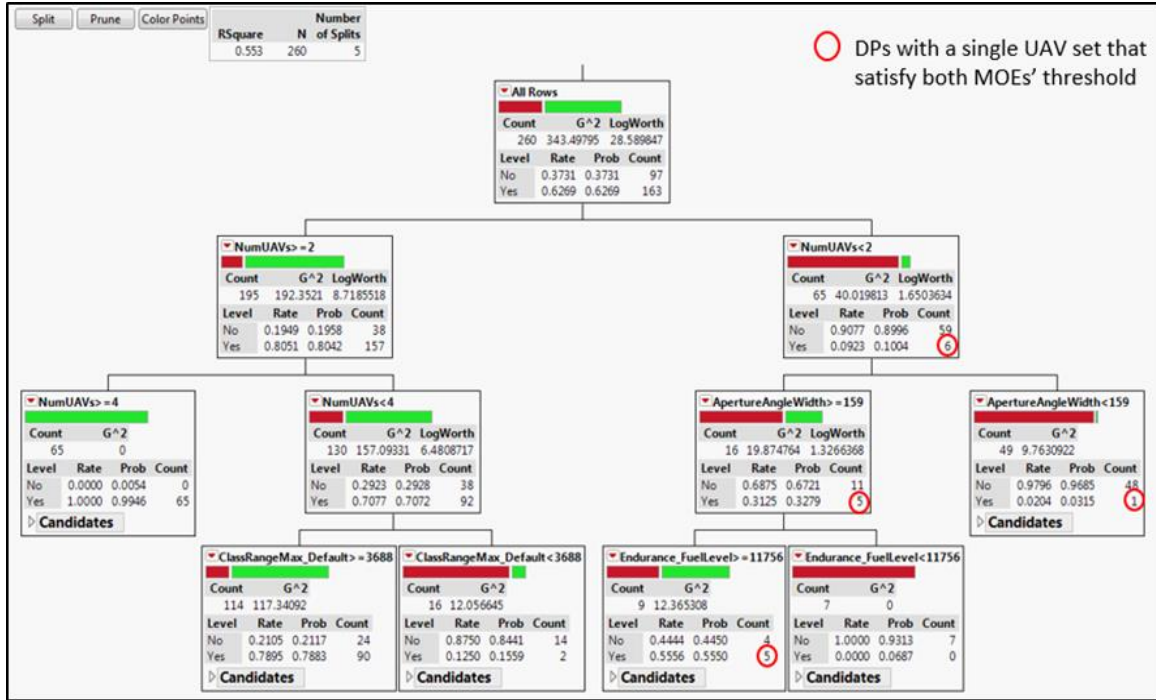 Split Prune Color Points
Number
RSquare N of Splits
0.553 260 5
DPs with a single UAV set that
satisfy both MOEs' threshold
All Rows
Count G^2 LogWorth
260 343.49795 28.589847
Level Rate Prob Count
No 0.3731 0.3731 97
Yes 0.6269 0.6269 163
NumUAVs>=2
Count G^2 LogWorth
195 192.3521 8.7185518
Level Rate Prob Count
No 0.1949 0.1958 38
Yes 0.8051 0.8042 157
NumUAVs<2
Count G^2 LogWorth
65 40.019813 1.6503634
Level Rate Prob Count
No 0.9077 0.8996 59
Yes 0.0923 0.1004 6
NumUAVs>=4
Count G^2
65 0
Level Rate Prob Count
No 0.0000 0.0054 0
Yes 1.0000 0.9946 65
Candidates
NumUAVs<4
Count G^2 LogWorth
130 157.09331 6.4808717
Level Rate Prob Count
No 0.2923 0.2928 38
Yes 0.7077 0.7072 92
ApertureAngleWidth>=159
Count G^2 LogWorth
16 19.874764 1.3266368
Level Rate Prob Count
No 0.6875 0.6721 11
Yes 0.3125 0.3279 5
ApertureAngleWidth<159
Count G^2
49 9.7630922
Level Rate Prob Count
No 0.9796 0.9685 48
Yes 0.0204 0.0315 1
Candidates
ClassRangeMax_Default>=3688
Count G^2
114 117.34092
Level Rate Prob Count
No 0.2105 0.2117 24
Yes 0.7895 0.7883 90
Candidates
ClassRangeMax_Default<3688
Count G^2
16 12.056645
Level Rate Prob Count
No 0.8750 0.8441 14
Yes 0.1250 0.1559 2
Candidates
Endurance_FuelLevel>=11756
Count G^2
9 12.365308
Level Rate Prob Count
No 0.4444 0.4450 4
Yes 0.5556 0.5550 5
Candidates
Endurance_FuelLevel<11756
Count G^2
7 0
Level Rate Prob Count
No 1.0000 0.9313 7
Yes 0.0000 0.0687 0
Candidates